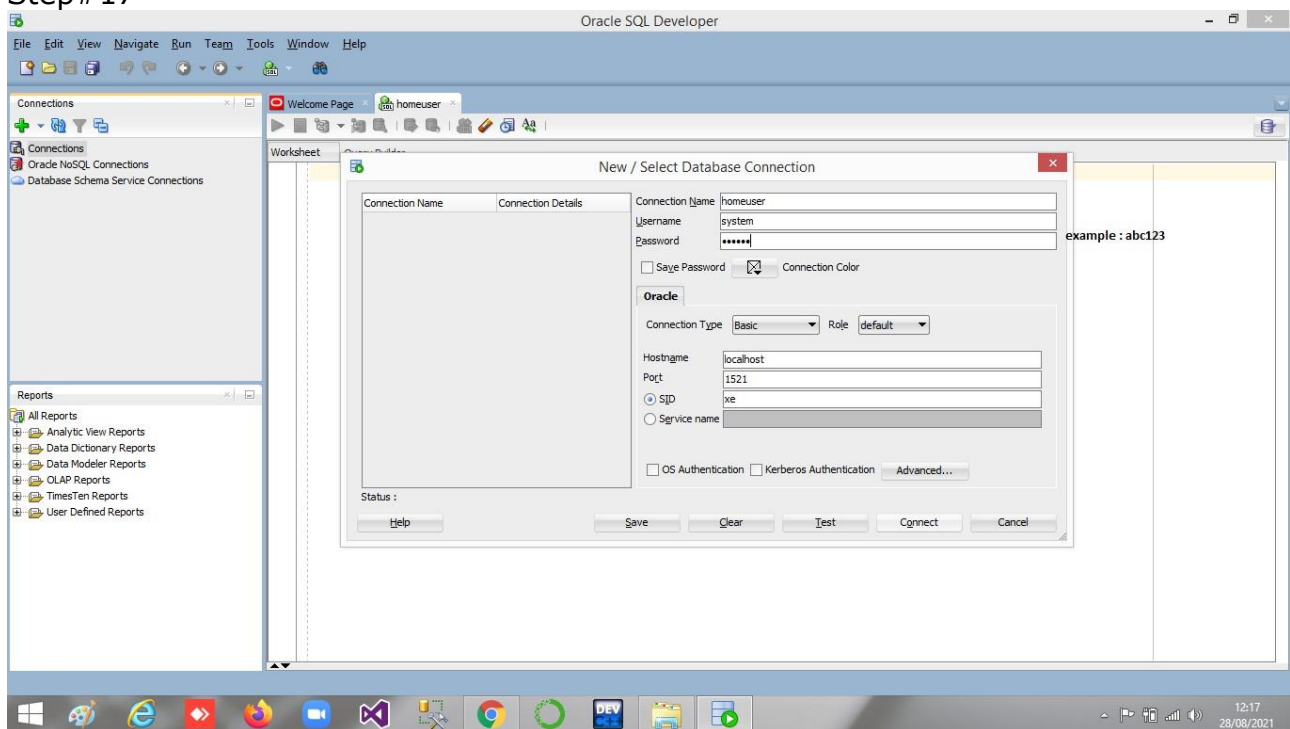 Step#17
Oracle SQL Developer
File Edit View Navigate Run Team Tools Window Help
Connections
Welcome Page
homeuser
Connections
Oracle NoSQL Connections
Database Schema Service Connections
Worksheet Query Builder
New / Select Database Connection
Connection Name Connection Details
Connection Name homeuser
Username system
Password ••••••
example : abc123
Save Password Connection Color
Oracle
Connection Type Basic Role default
Hostname localhost
Port 1521
SID xe
Service name
OS Authentication Kerberos Authentication Advanced...
Status :
Help Save Clear Test Connect Cancel
Reports
All Reports
Analytic View Reports
Data Dictionary Reports
Data Modeler Reports
OLAP Reports
TimesTen Reports
User Defined Reports
DEV
12:17
28/08/2021